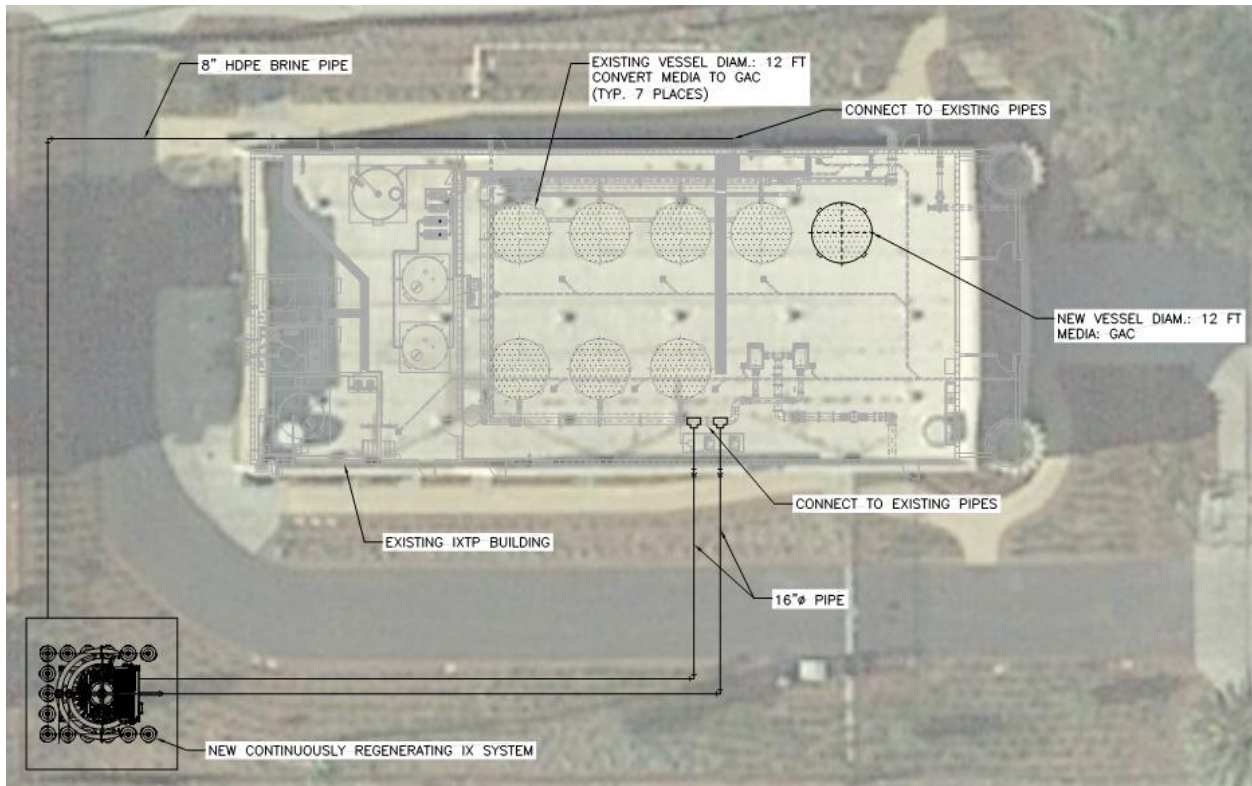 8" HDPE BRINE PIPE
EXISTING VESSEL DIAM.: 12 FT
CONVERT MEDIA TO GAC
(TYP. 7 PLACES)
CONNECT TO EXISTING PIPES
NEW VESSEL DIAM.: 12 FT
MEDIA: GAC
CONNECT TO EXISTING PIPES
EXISTING IXTP BUILDING
16"ø PIPE
NEW CONTINUOUSLY REGENERATING IX SYSTEM